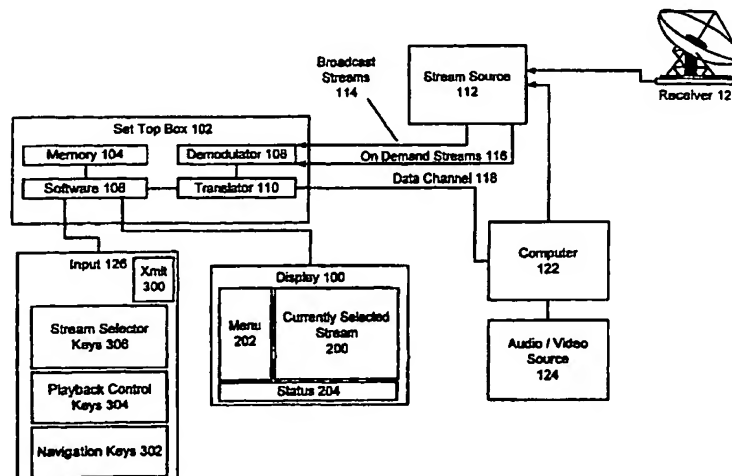 Broadcast
Streams
114
Stream Source
112
Receiver 12
Set Top Box 102
Memory 104
Demodulator 108
On Demand Streams 116
Software 108
Translator 110
Data Channel 118
Input 126
Xmit
300
Display 100
Computer
122
Stream Selector
Keys 306
Menu
202
Currently Selected
Stream
200
Playback Control
Keys 304
Audio / Video
Source
124
Status 204
Navigation Keys 302